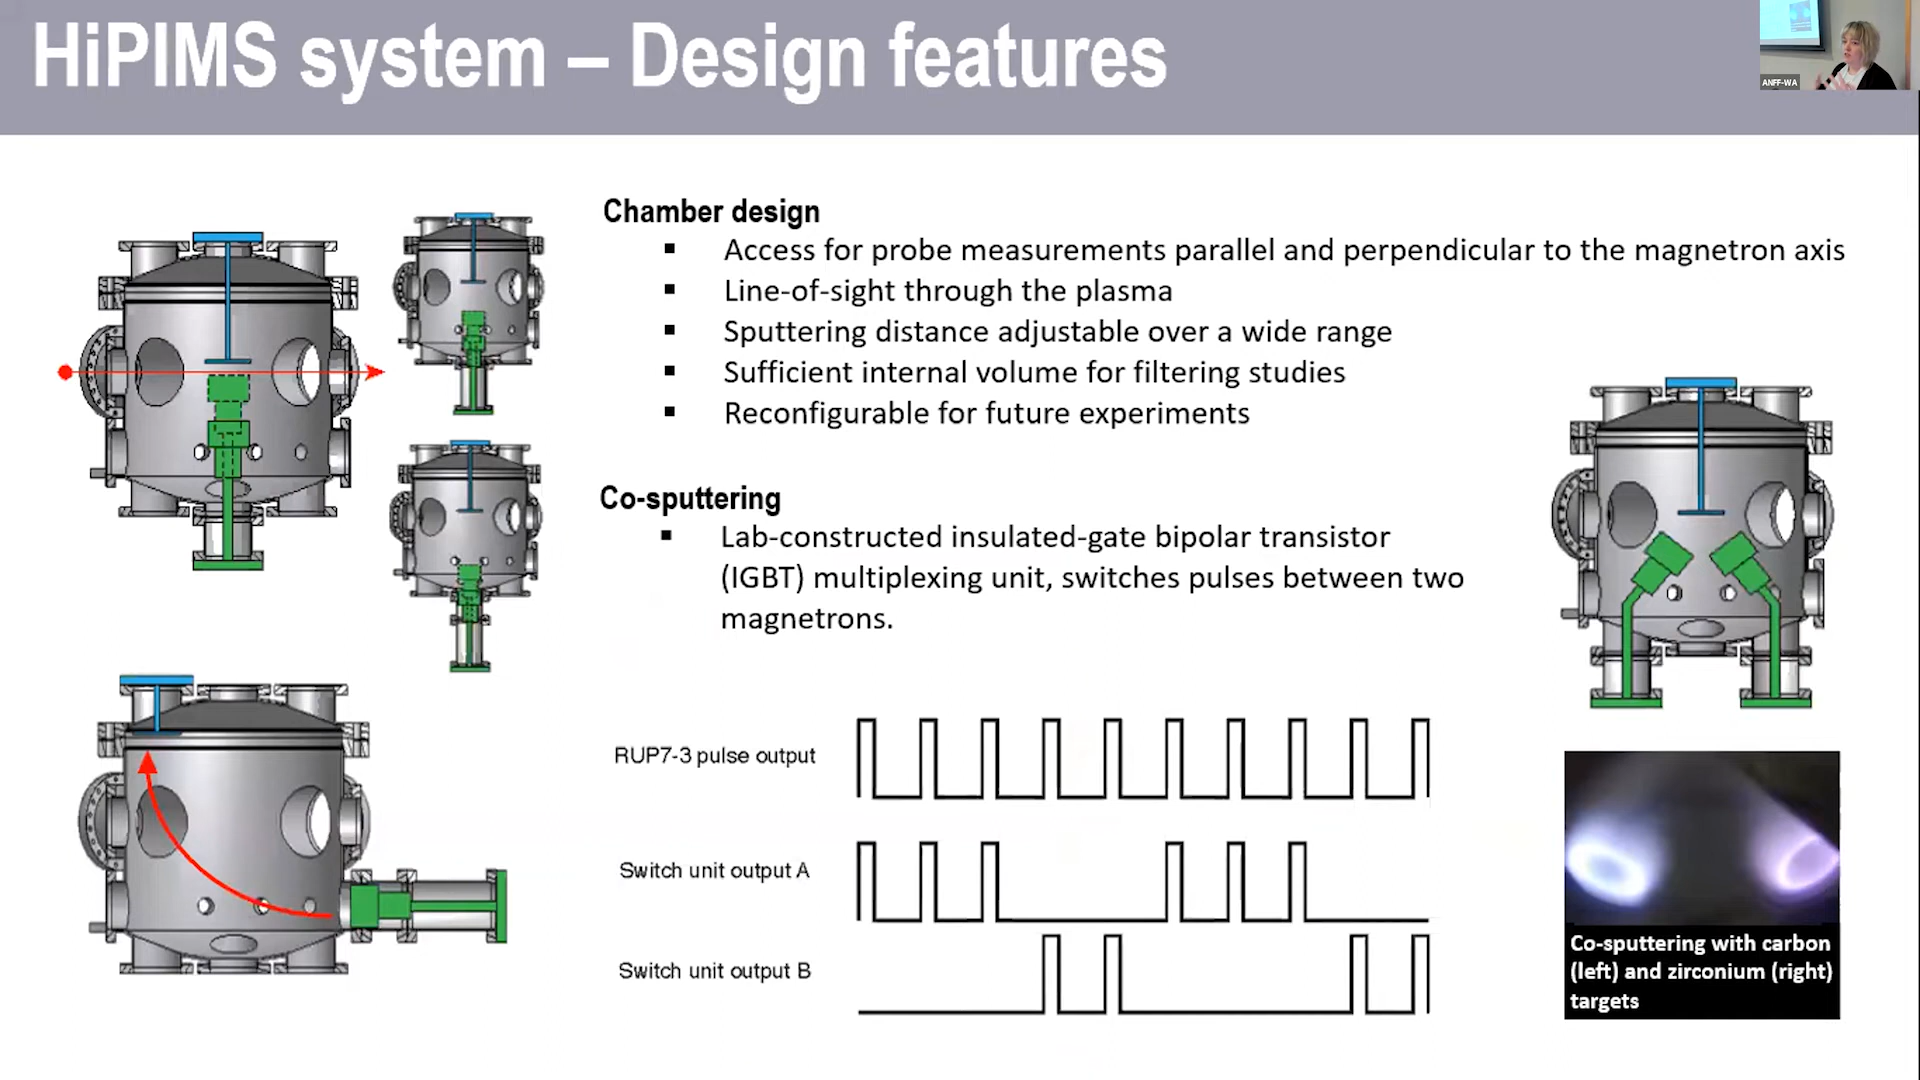 HiPIMS system – Design features
ANFF-WA
Chamber design
▪ Access for probe measurements parallel and perpendicular to the magnetron axis
▪ Line-of-sight through the plasma
▪ Sputtering distance adjustable over a wide range
▪ Sufficient internal volume for filtering studies
▪ Reconfigurable for future experiments
Co-sputtering
▪ Lab-constructed insulated-gate bipolar transistor
(IGBT) multiplexing unit, switches pulses between two
magnetrons.
RUP7-3 pulse output
Switch unit output A
Switch unit output B
Co-sputtering with carbon
(left) and zirconium (right)
targets